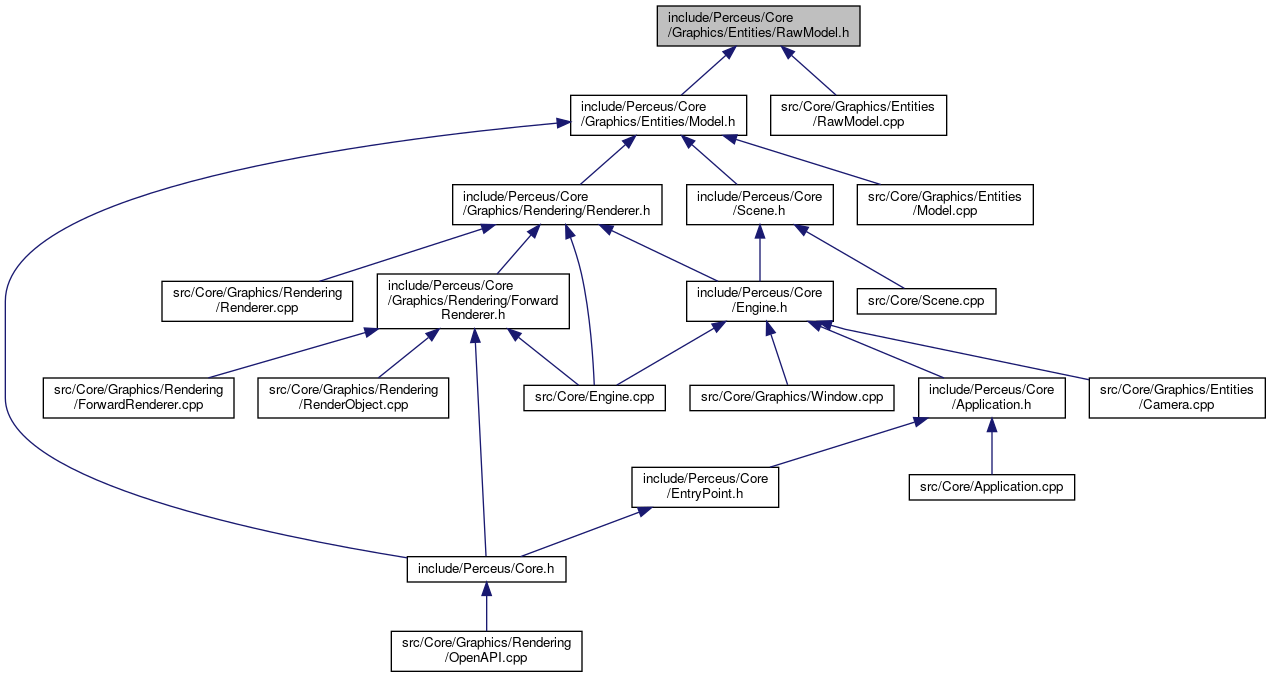 include/Perceus/Core
/Graphics/Entities/RawModel.h
include/Perceus/Core
/Graphics/Entities/Model.h
src/Core/Graphics/Entities
/RawModel.cpp
include/Perceus/Core
/Graphics/Rendering/Renderer.h
include/Perceus/Core
/Scene.h
src/Core/Graphics/Entities
/Model.cpp
src/Core/Graphics/Rendering
/Renderer.cpp
include/Perceus/Core
/Graphics/Rendering/Forward
Renderer.h
include/Perceus/Core
/Engine.h
src/Core/Scene.cpp
src/Core/Graphics/Rendering
/ForwardRenderer.cpp
src/Core/Graphics/Rendering
/RenderObject.cpp
src/Core/Engine.cpp
src/Core/Graphics/Window.cpp
include/Perceus/Core
/Application.h
src/Core/Graphics/Entities
/Camera.cpp
include/Perceus/Core
/EntryPoint.h
src/Core/Application.cpp
include/Perceus/Core.h
src/Core/Graphics/Rendering
/OpenAPI.cpp